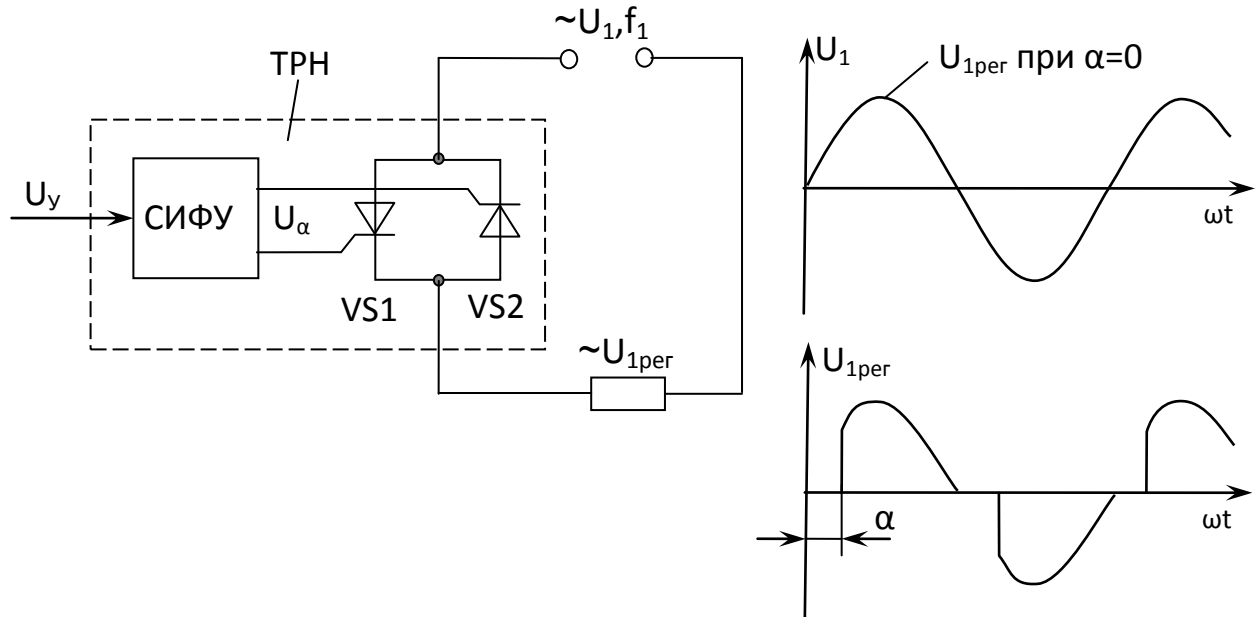 ~U₁,f₁
ТРН
Uу
СИФУ
Uα
VS1
VS2
~U₁рег
U₁
U₁рег при α=0
ωt
U₁рег
α
ωt